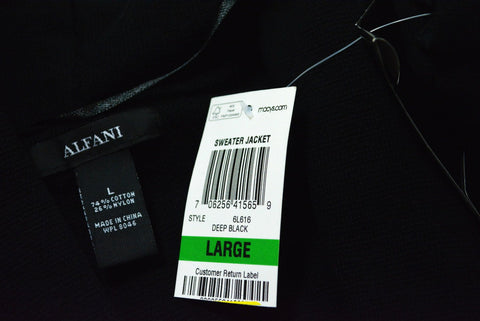 ALFANI
L
74% COTTON
26% NYLON
MADE IN CHINA
WPL 8046
macys.com
SWEATER JACKET
7 06256 41565 9
STYLE 6L616
DEEP BLACK
LARGE
Customer Return Label